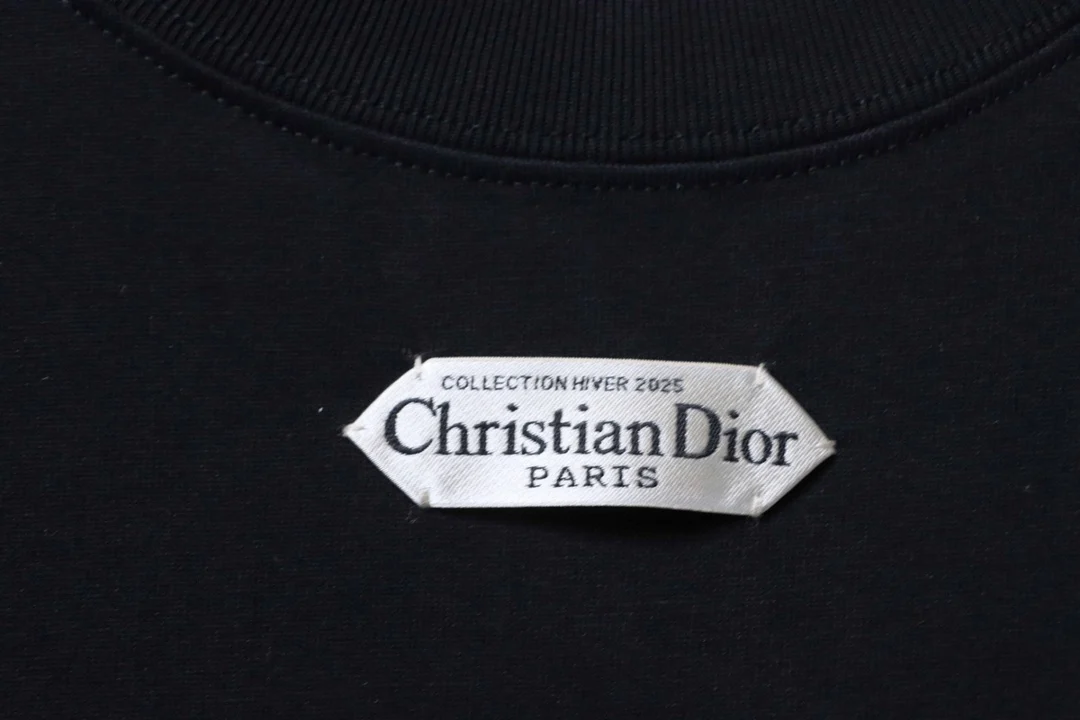 COLLECTION HIVER 2025
Christian Dior
PARIS